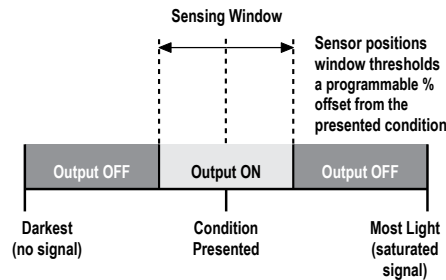 Sensing Window
Sensor positions
window thresholds
a programmable %
offset from the
presented condition
Output OFF
Output ON
Output OFF
Darkest
(no signal)
Condition
Presented
Most Light
(saturated
signal)